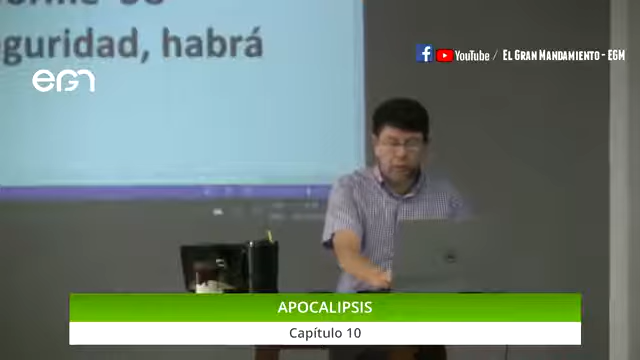 guridad, habrá
EGM
YouTube / EL GRAN MANDAMIENTO - EGM
APOCALIPSIS
Capítulo 10